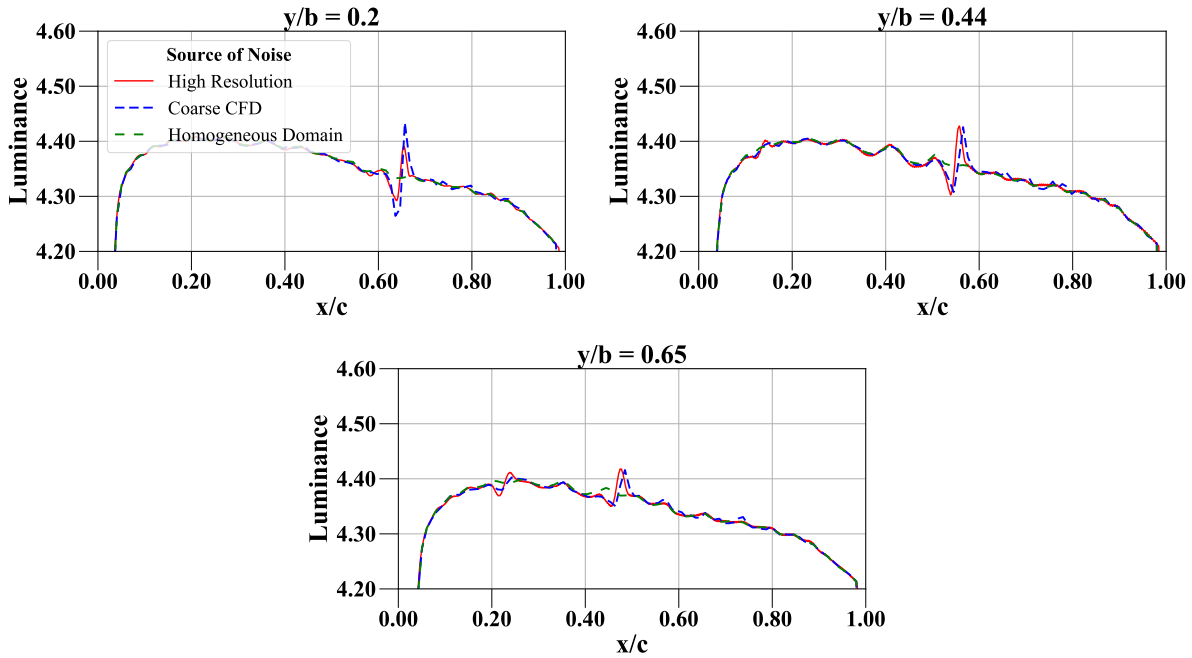 y/b = 0.2
4.60
4.50
4.40
4.30
4.20
Luminance
Source of Noise
High Resolution
Coarse CFD
Homogeneous Domain
0.00 0.20 0.40 0.60 0.80 1.00
x/c
y/b = 0.44
4.60
4.50
4.40
4.30
4.20
Luminance
0.00 0.20 0.40 0.60 0.80 1.00
x/c
y/b = 0.65
4.60
4.50
4.40
4.30
4.20
Luminance
0.00 0.20 0.40 0.60 0.80 1.00
x/c